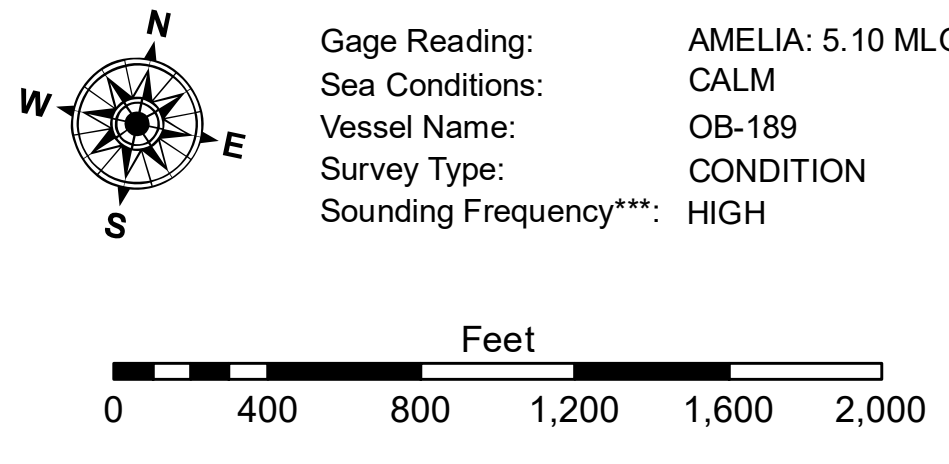 N
W
E
S
Gage Reading: AMELIA: 5.10 ML
Sea Conditions: CALM
Vessel Name: OB-189
Survey Type: CONDITION
Sounding Frequency***: HIGH
Feet
0 400 800 1,200 1,600 2,000